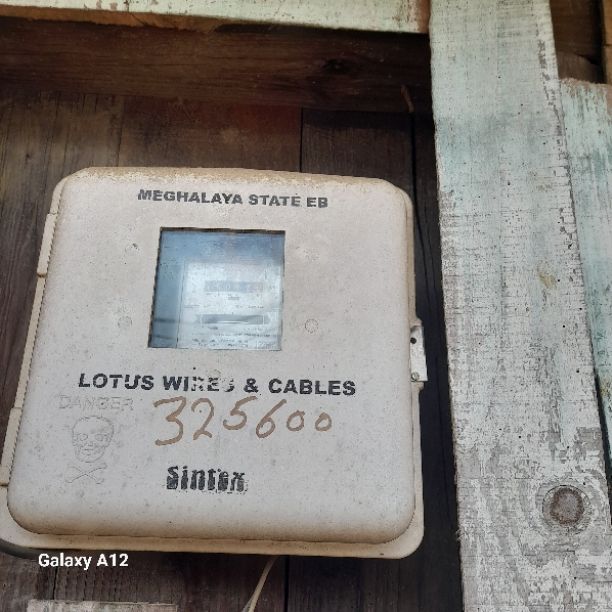 MEGHALAYA STATE EB
LOTUS WIRES & CABLES
DANGER
325600
Sintex
Galaxy A12